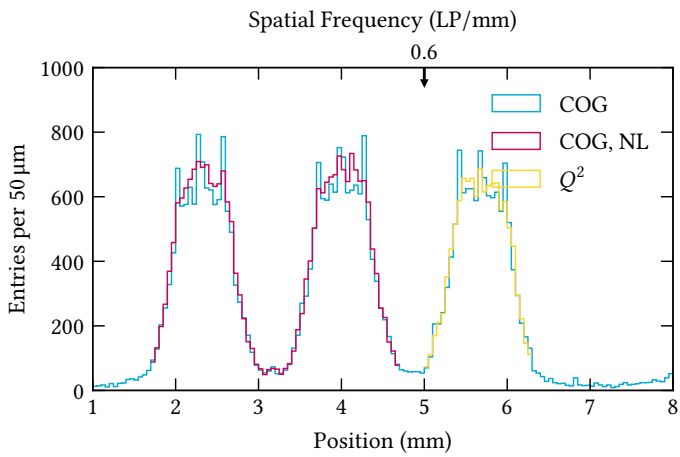 Spatial Frequency (LP/mm)
0.6
1000
800
600
400
200
0
Entries per 50 µm
COG
COG, NL
Q²
1 2 3 4 5 6 7 8
Position (mm)